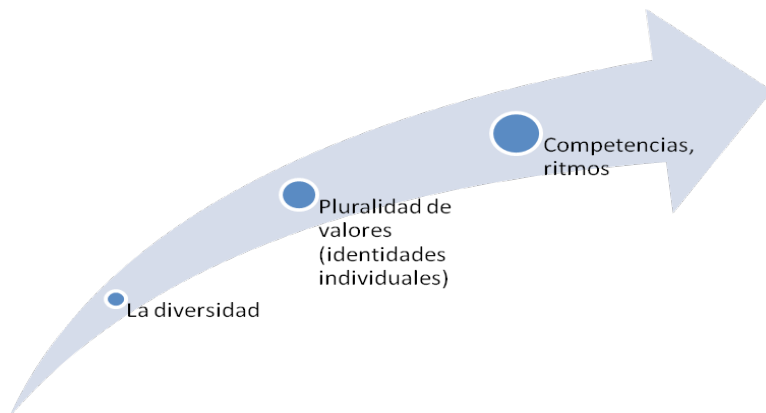 Competencias,
ritmos
Pluralidad de
valores
(identidades
individuales)
La diversidad